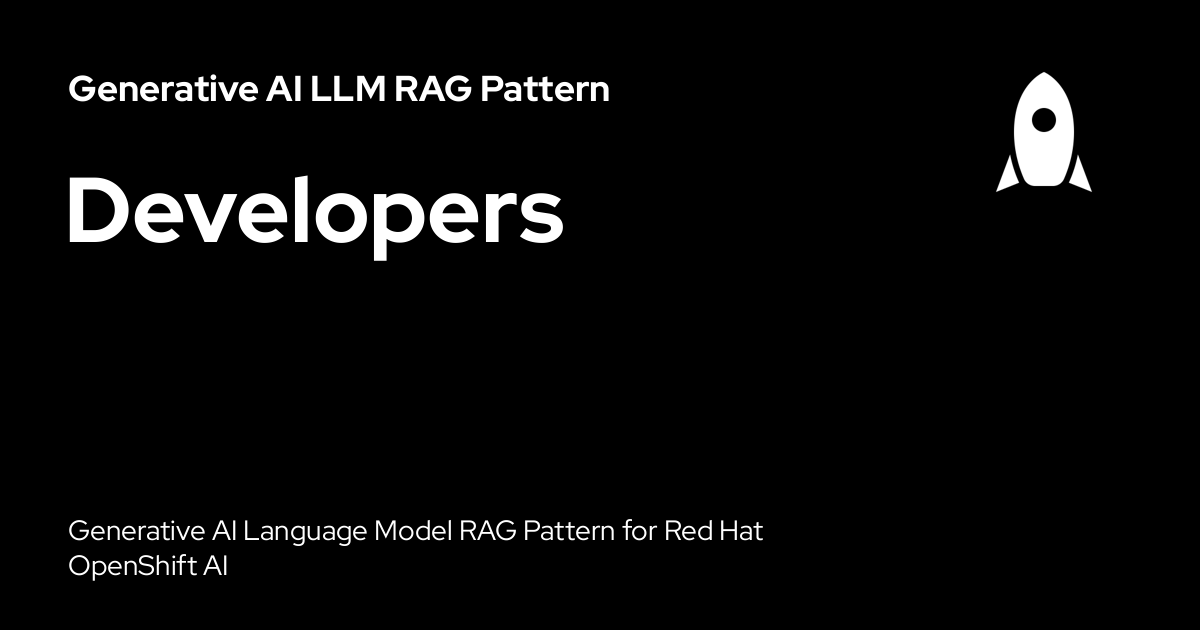 Generative AI LLM RAG Pattern
Developers
Generative AI Language Model RAG Pattern for Red Hat
OpenShift AI